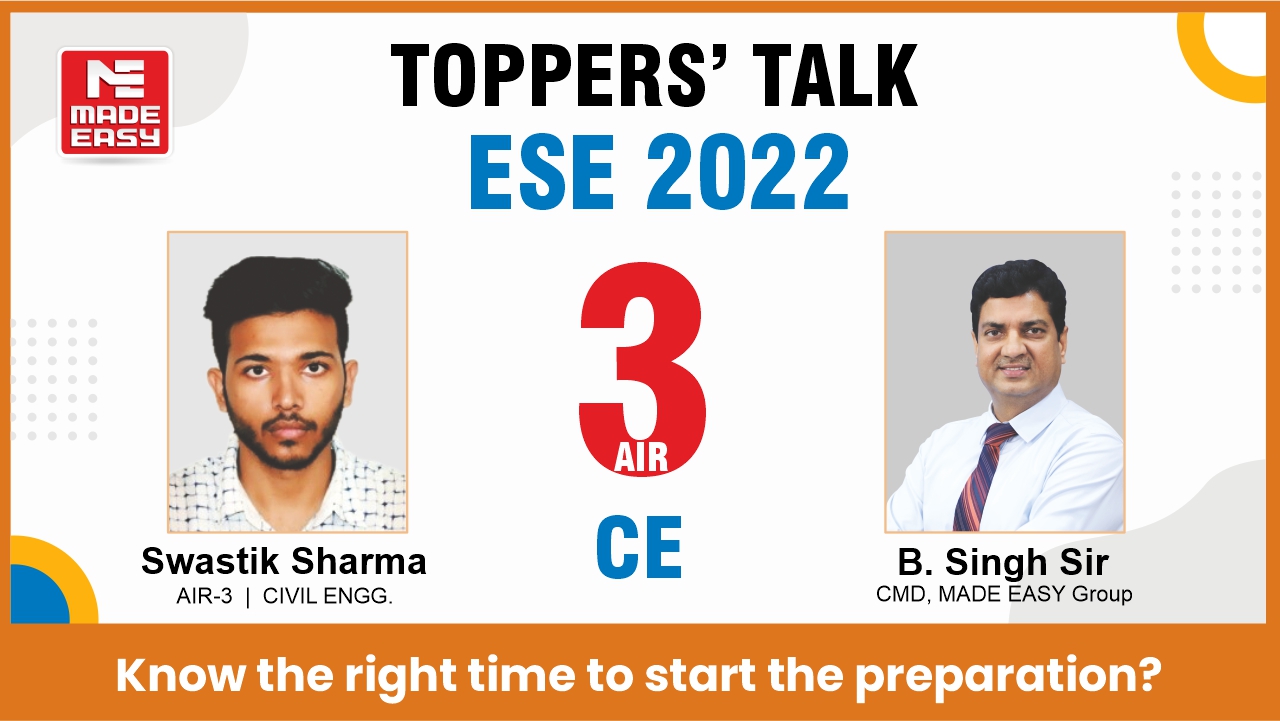 MADE
EASY
TOPPERS’ TALK
ESE 2022
3
AIR
CE
Swastik Sharma
AIR-3 | CIVIL ENGG.
B. Singh Sir
CMD, MADE EASY Group
Know the right time to start the preparation?